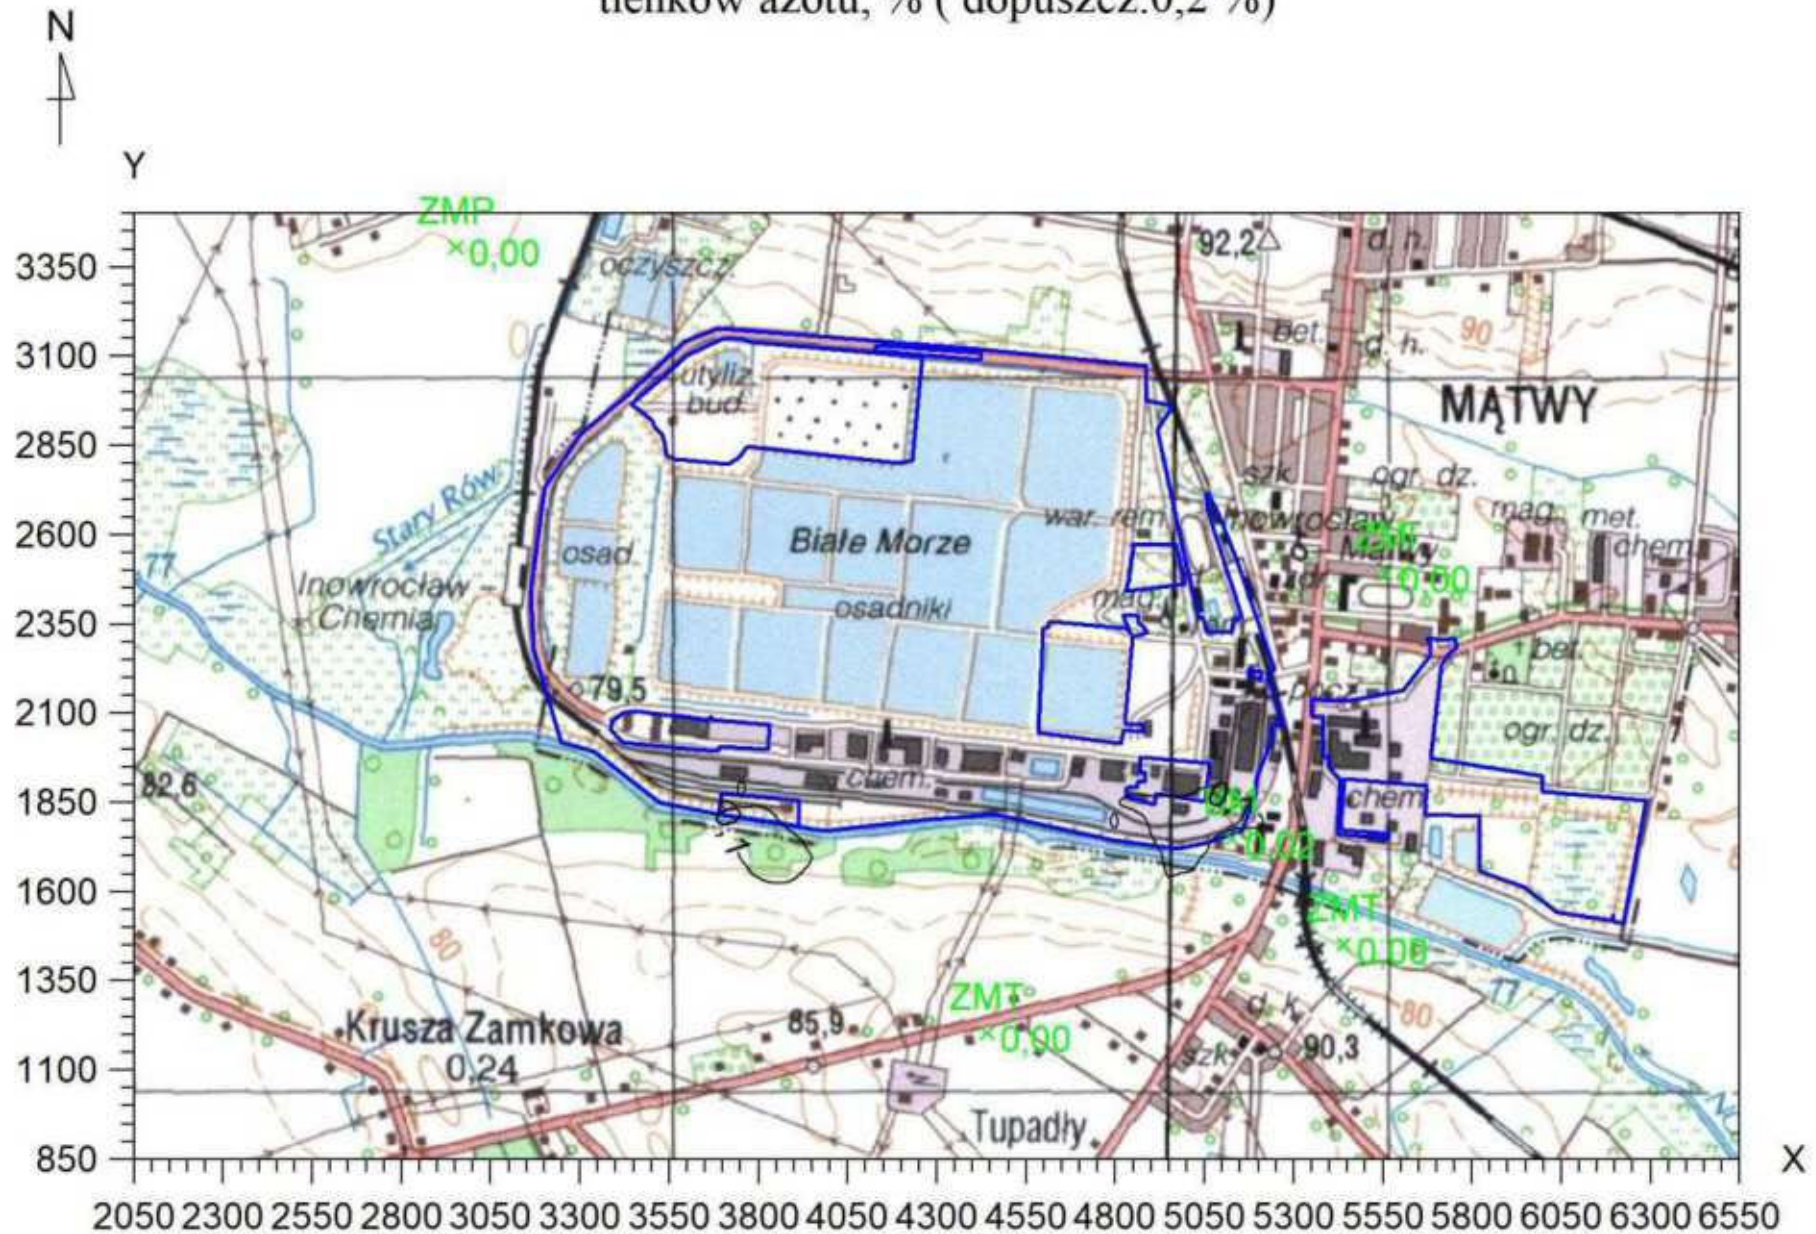 tlenków azotu, % ( dopuszcz.0,2 %)
N
Y
ZMP
×0,00
92,2
d. h.
3350
oczyszcz.
bet.
90
d. h.
3100
utyliz.
bud.
MĄTWY
2850
szk.
ogr. dz.
Stary Rów
war. rem.
Inowrocław
Mątwy
mag.
met.
2600
Białe Morze
chem.
osad.
77
×0,00
Inowrocław –
Chemia
osadniki
mag.
2350
bet.
79,5
2100
ogr. dz.
chem.
82.6
chem.
1850
0,02
1600
ZMT
×0,00
80
1350
ZMT
77
Krusza Zamkowa
85,9
×0,00
d. k.
80
szk.
90,3
0,24
1100
Tupadły
850
X
2050 2300 2550 2800 3050 3300 3550 3800 4050 4300 4550 4800 5050 5300 5550 5800 6050 6300 6550